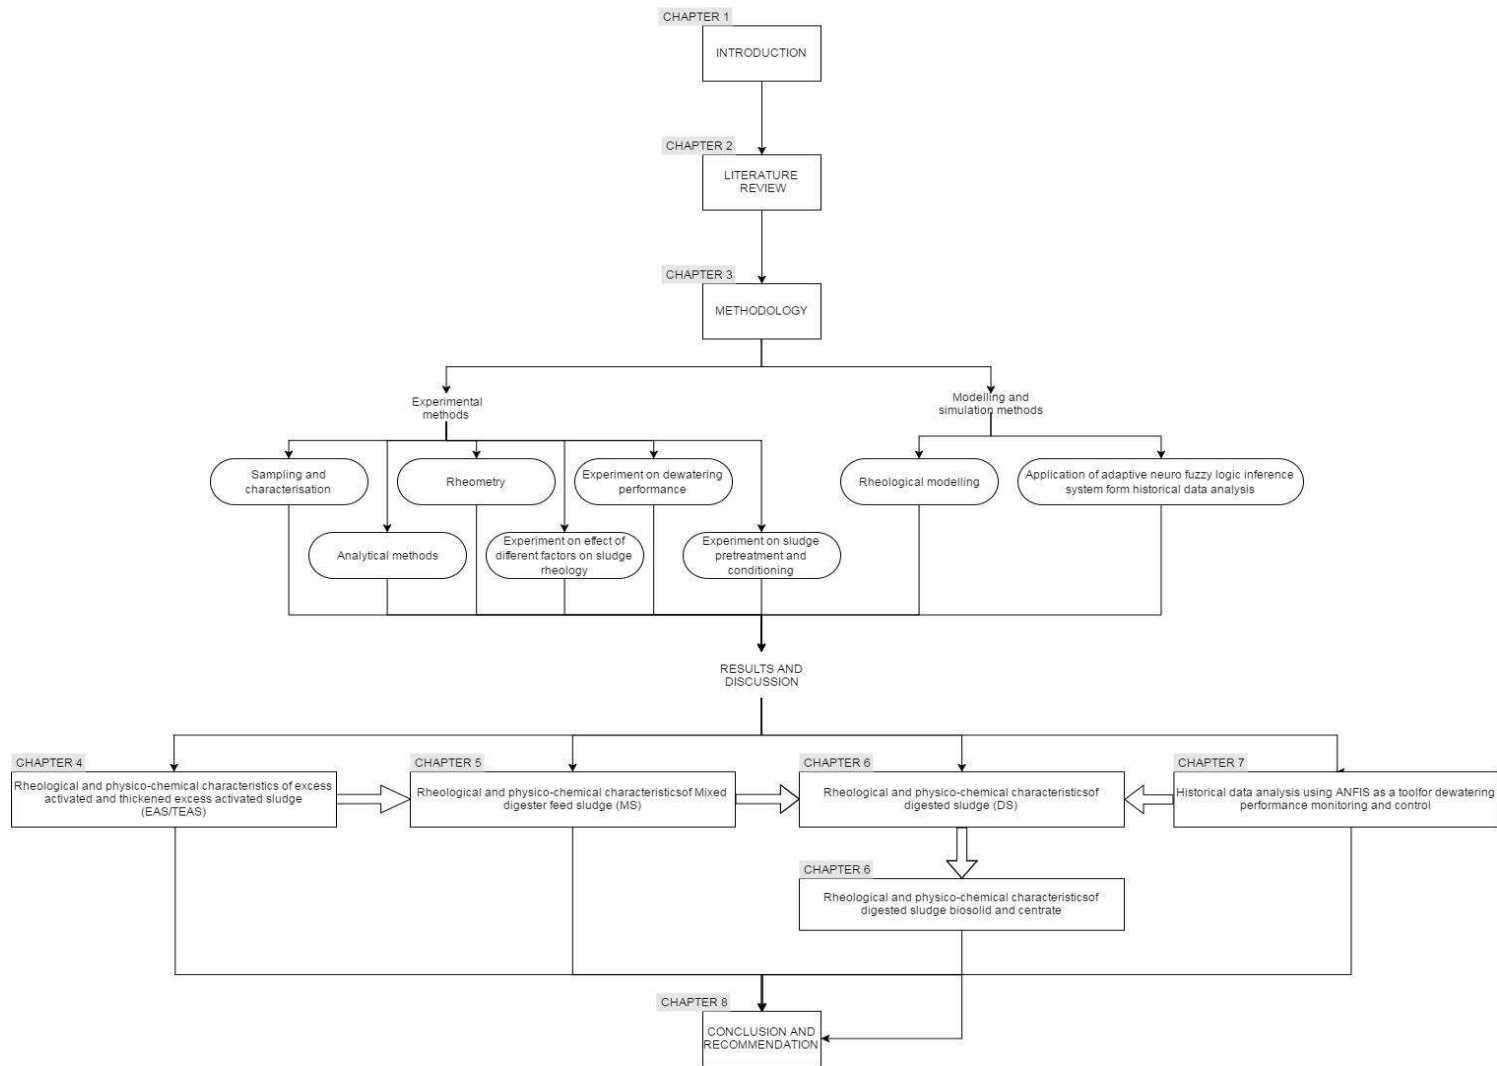 CHAPTER 1
INTRODUCTION
CHAPTER 2
LITERATURE
REVIEW
CHAPTER 3
METHODOLOGY
Experimental
methods
Modelling and
simulation methods
Sampling and
characterisation
Rheometry
Experiment on dewatering
performance
Rheological modelling
Application of adaptive neuro fuzzy logic inference
system form historical data analysis
Analytical methods
Experiment on effect of
different factors on sludge
rheology
Experiment on sludge
pretreatment and
conditioning
RESULTS AND
DISCUSSION
CHAPTER 4
Rheological and physico-chemical characteristics of excess
activated and thickened excess activated sludge
(EAS/TEAS)
CHAPTER 5
Rheological and physico-chemical characteristicsof Mixed
digester feed sludge (MS)
CHAPTER 6
Rheological and physico-chemical characteristicsof
digested sludge (DS)
CHAPTER 7
Historical data analysis using ANFIS as a toolfor dewatering
performance monitoring and control
CHAPTER 6
Rheological and physico-chemical characteristicsof
digested sludge biosolid and centrate
CHAPTER 8
CONCLUSION AND
RECOMMENDATION